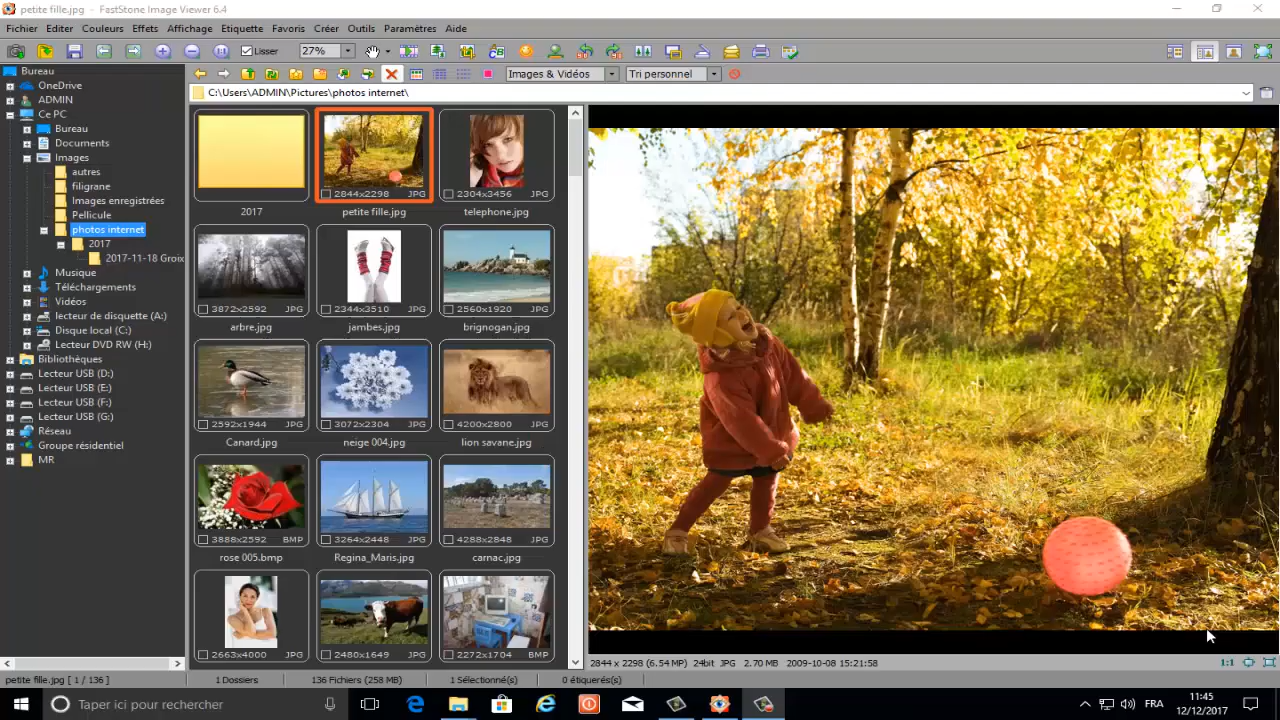 petite fille.jpg - FastStone Image Viewer 6.4
Fichier Editer Couleurs Effets Affichage Etiquette Favoris Créer Outils Paramètres Aide
Lisser 27%
Bureau
Images & Vidéos Tri personnel
C:\Users\ADMIN\Pictures\photos internet\
OneDrive
ADMIN
Ce PC
Bureau
Documents
Images
autres
filigrane
Images enregistrées
Pellicule
photos internet
2017
2017-11-18 Groix
Musique
Téléchargements
Vidéos
lecteur de disquette (A:)
Disque local (C:)
Lecteur DVD RW (H:)
Bibliothèques
Lecteur USB (D:)
Lecteur USB (E:)
Lecteur USB (F:)
Lecteur USB (G:)
Réseau
Groupe résidentiel
MR
2844x2298 JPG 2304x3456 JPG
2017 petite fille.jpg telephone.jpg
3872x2592 JPG 2344x3510 JPG 2560x1920 JPG
arbre.jpg jambes.jpg brignogan.jpg
2592x1944 JPG 3072x2304 JPG 4200x2800 JPG
Canard.jpg neige 004.jpg lion savane.jpg
3888x2592 BMP 3264x2448 JPG 4288x2848 JPG
rose 005.bmp Regina_Maris.jpg carnac.jpg
2663x4000 JPG 2480x1649 JPG 2272x1704 BMP
2844 x 2298 (6.54 MP) 24bit JPG 2.70 MB 2009-10-08 15:21:58 1:1
petite fille.jpg [ 1 / 136 ] 1 Dossiers 136 Fichiers (258 MB) 1 Sélectionné(s) 0 étiquetés(s)
Taper ici pour rechercher FRA 11:45
12/12/2017